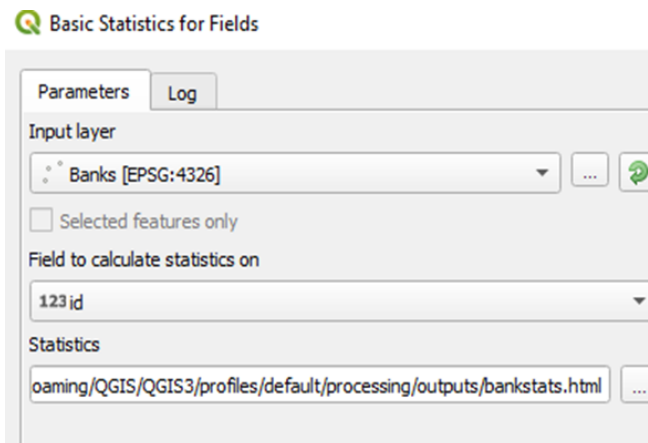 Basic Statistics for Fields
Parameters
Log
Input layer
Banks [EPSG:4326]
...
Selected features only
Field to calculate statistics on
123 id
Statistics
oaming/QGIS/QGIS3/profiles/default/processing/outputs/bankstats.html
...